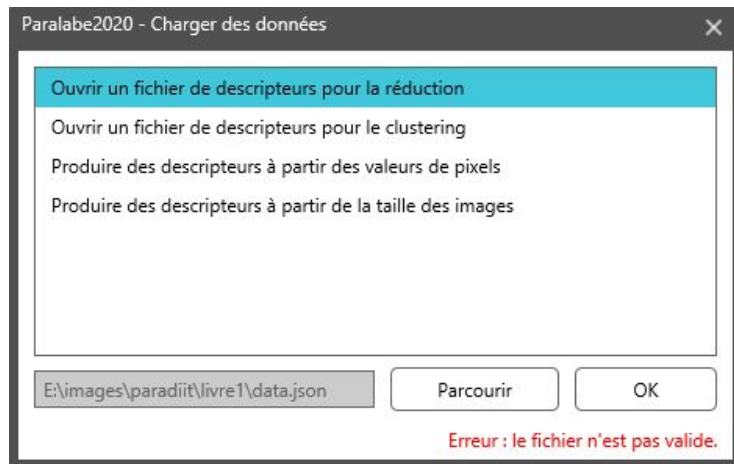 Paralabe2020 - Charger des données
Ouvrir un fichier de descripteurs pour la réduction
Ouvrir un fichier de descripteurs pour le clustering
Produire des descripteurs à partir des valeurs de pixels
Produire des descripteurs à partir de la taille des images
E:\images\paradiit\livre1\data.json Parcourir OK
Erreur : le fichier n'est pas valide.